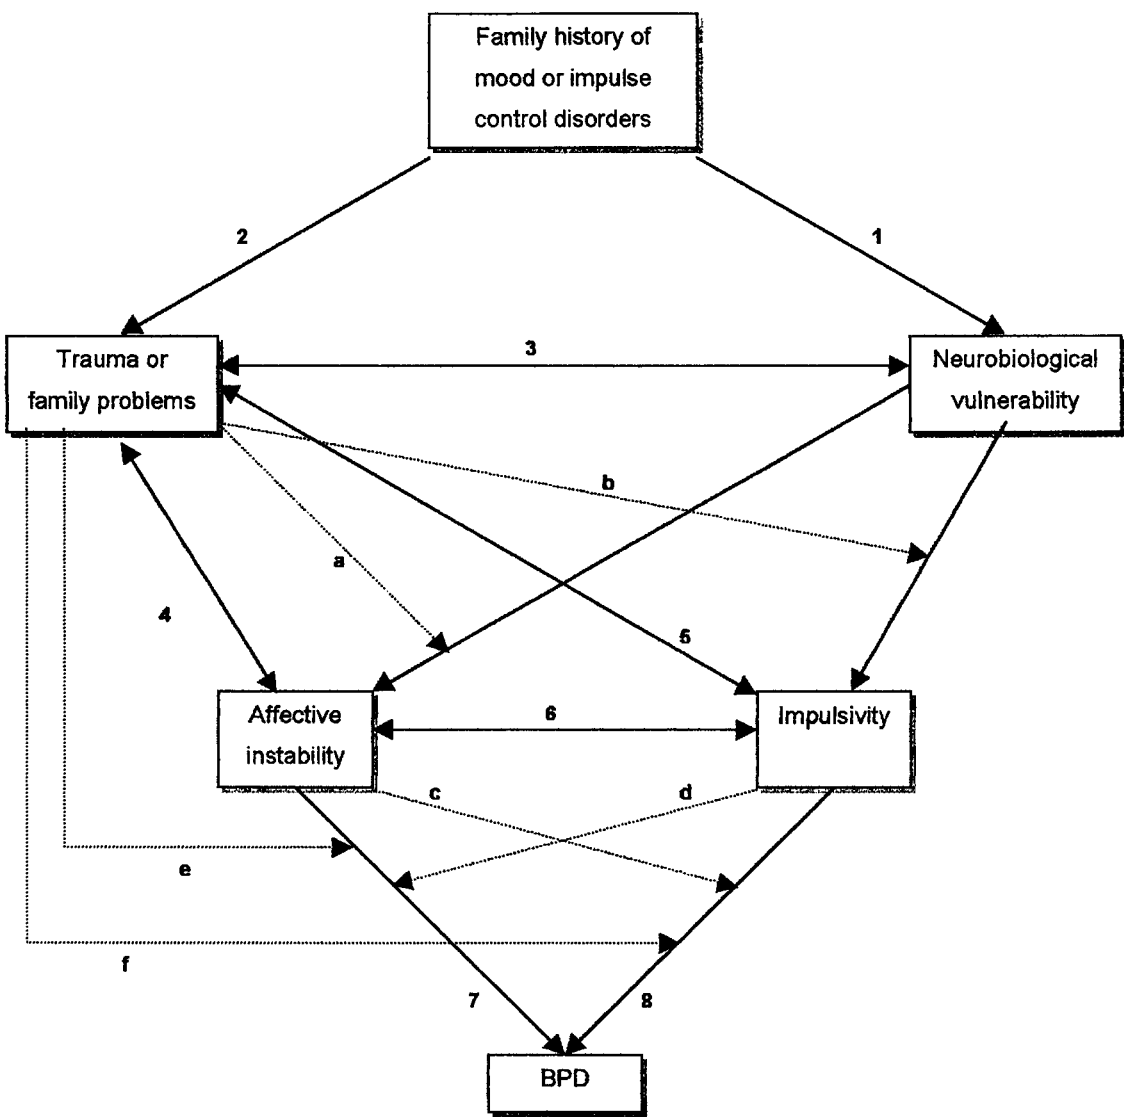 Family history of
mood or impulse
control disorders
2
1
Trauma or
family problems
3
Neurobiological
vulnerability
b
a
4
5
Affective
instability
6
Impulsivity
c
d
e
f
7
8
BPD